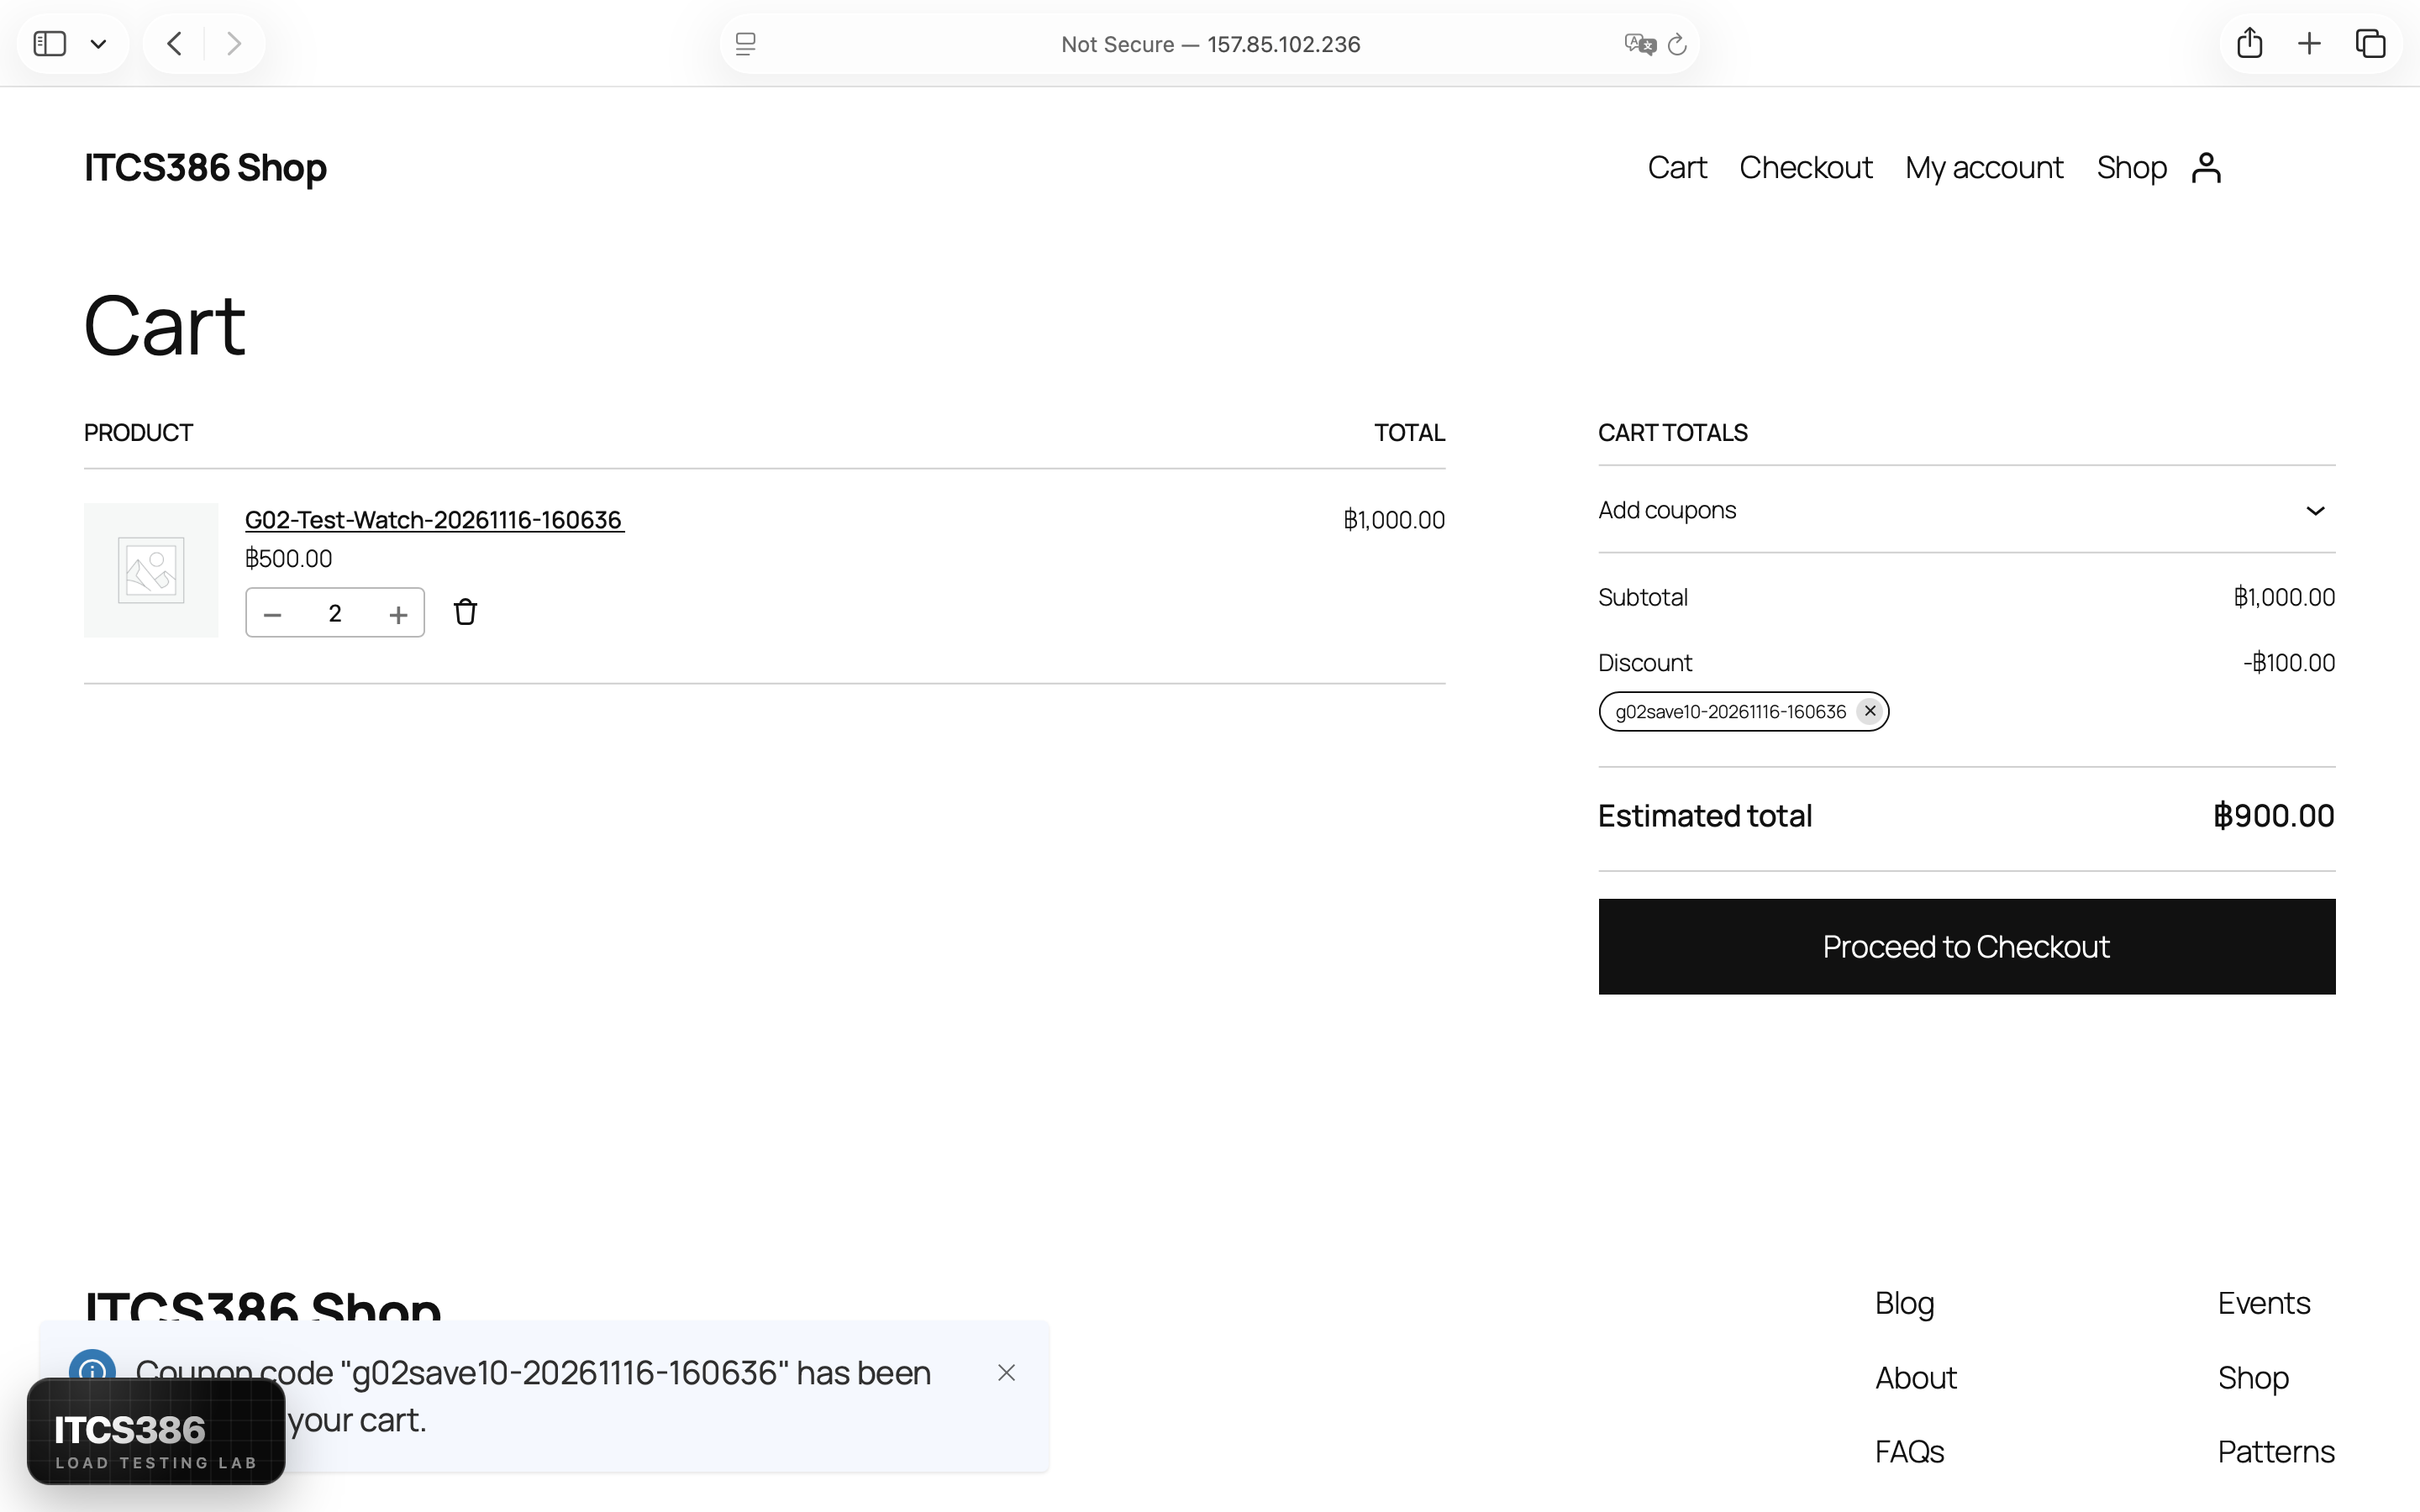 Not Secure — 157.85.102.236
ITCS386 Shop
Cart
Checkout
My account
Shop
Cart
PRODUCT
TOTAL
G02-Test-Watch-20261116-160636
฿1,000.00
฿500.00
2
CART TOTALS
Add coupons
Subtotal
฿1,000.00
Discount
-฿100.00
g02save10-20261116-160636
Estimated total
฿900.00
Proceed to Checkout
ITCS386 Shop
Coupon code "g02save10-20261116-160636" has been
your cart.
ITCS386
LOAD TESTING LAB
Blog
About
FAQs
Events
Shop
Patterns